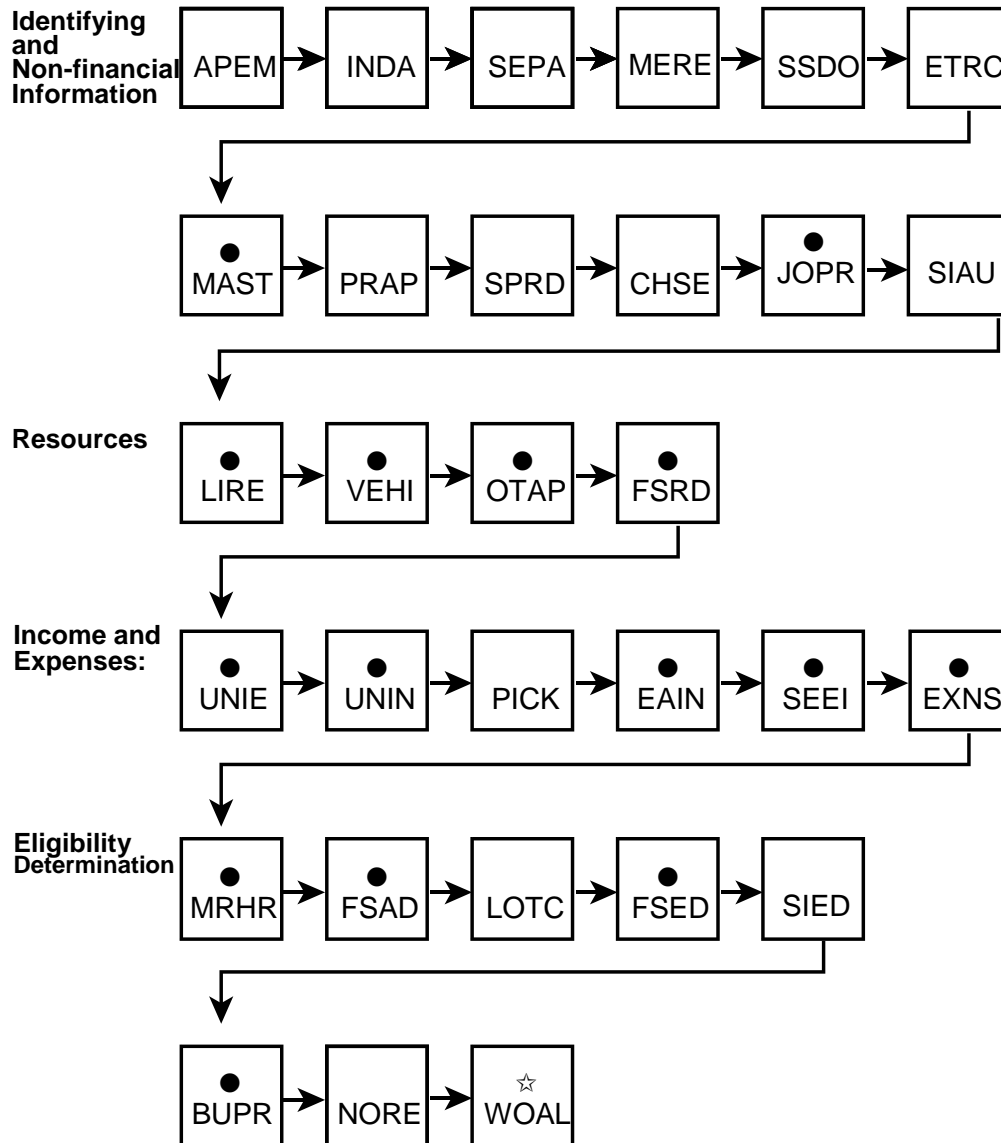 Identifying
and
Non-financial
Information
APEM INDA SEPA MERE SSDO ETRC
MAST PRAP SPRD CHSE JOPR SIAU
Resources
LIRE VEHI OTAP FSRD
Income and
Expenses:
UNIE UNIN PICK EAIN SEEI EXNS
Eligibility
Determination
MRHR FSAD LOTC FSED SIED
BUPR NORE WOAL